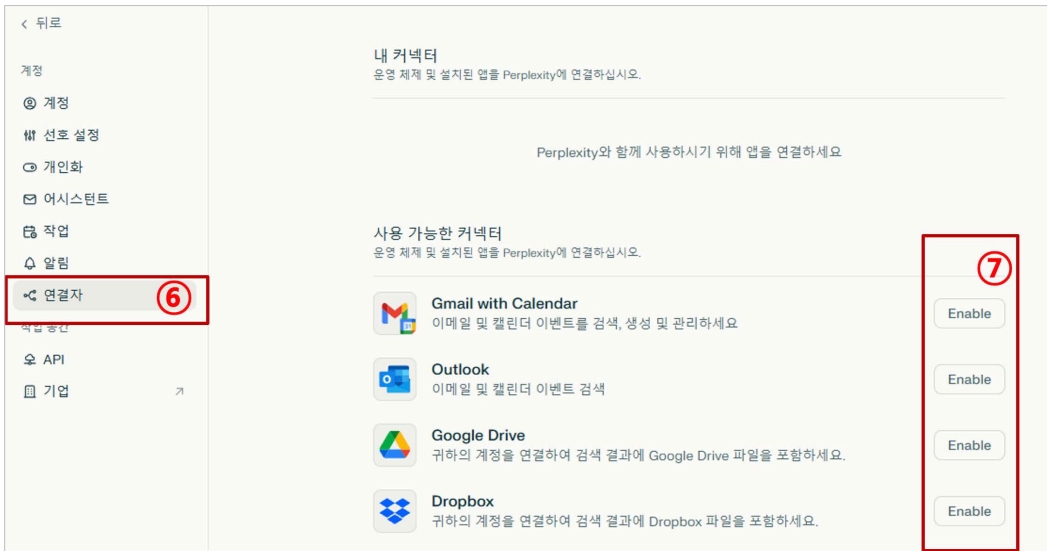 뒤로
계정
계정
선호 설정
개인화
어시스턴트
작업
알림
연결자
⑥
작업 공간
API
기업
내 커넥터
운영 체제 및 설치된 앱을 Perplexity에 연결하십시오.
Perplexity와 함께 사용하시기 위해 앱을 연결하세요
사용 가능한 커넥터
운영 체제 및 설치된 앱을 Perplexity에 연결하십시오.
⑦
Gmail with Calendar
이메일 및 캘린더 이벤트를 검색, 생성 및 관리하세요
Enable
Outlook
이메일 및 캘린더 이벤트 검색
Enable
Google Drive
귀하의 계정을 연결하여 검색 결과에 Google Drive 파일을 포함하세요.
Enable
Dropbox
귀하의 계정을 연결하여 검색 결과에 Dropbox 파일을 포함하세요.
Enable